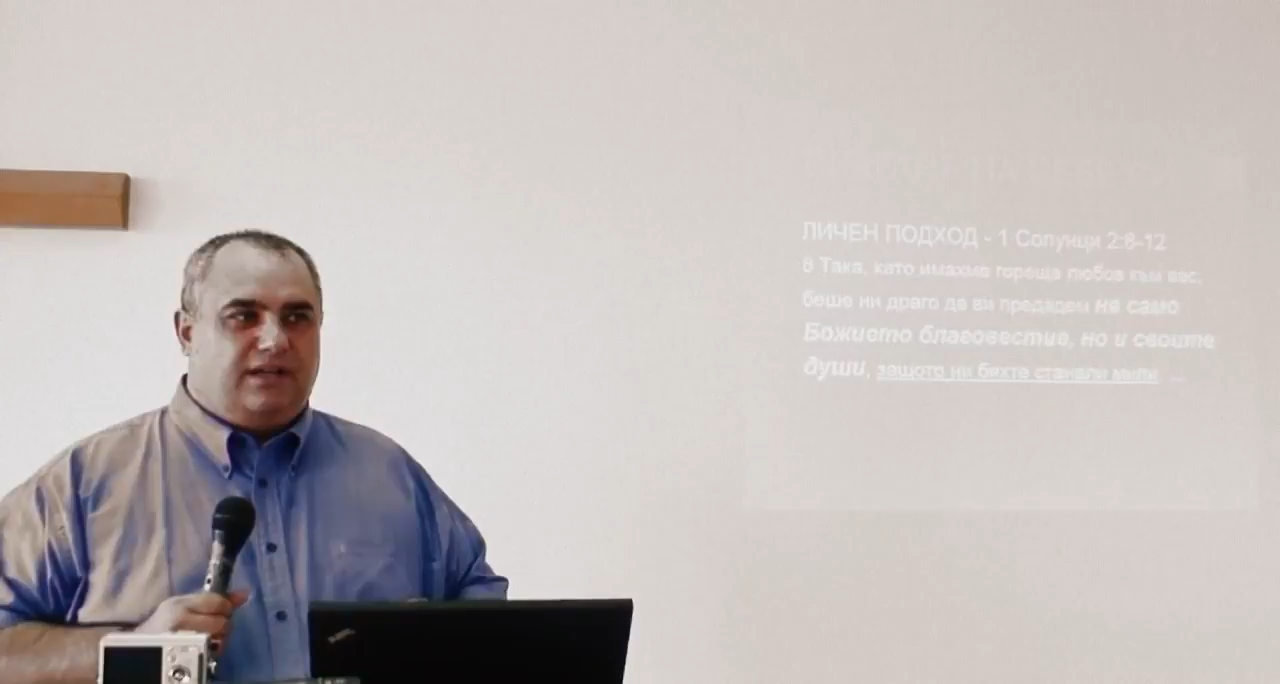 ЛИЧЕН ПОДХОД - 1 Солунци 2:8-12
8 Така, като имахме гореща любов към вас,
беше ни драго да ви предадем не само
Божието благовестие, но и своите
души, защото ни бяхте станали мили ...